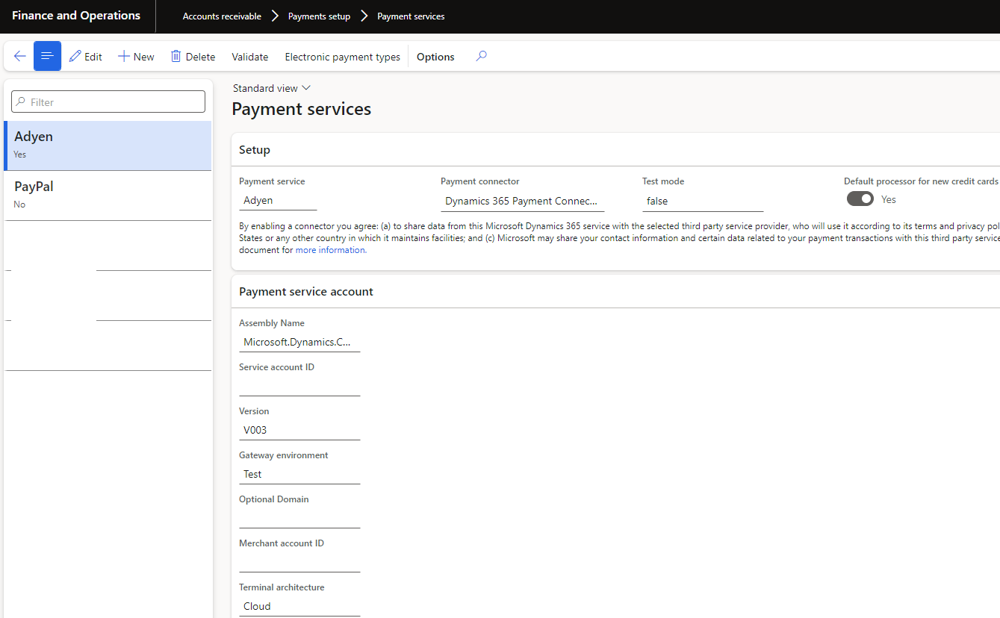 Finance and Operations
Accounts receivable > Payments setup > Payment services
Edit New Delete Validate Electronic payment types Options
Filter
Adyen
Yes
PayPal
No
Standard view
Payment services
Setup
Payment service Payment connector Test mode Default processor for new credit cards
Adyen Dynamics 365 Payment Connec... false Yes
By enabling a connector you agree: (a) to share data from this Microsoft Dynamics 365 service with the selected third party service provider, who will use it according to its terms and privacy pol
States or any other country in which it maintains facilities; and (c) Microsoft may share your contact information and certain data related to your payment transactions with this third party service
document for more information.
Payment service account
Assembly Name
Microsoft.Dynamics.C...
Service account ID
Version
V003
Gateway environment
Test
Optional Domain
Merchant account ID
Terminal architecture
Cloud